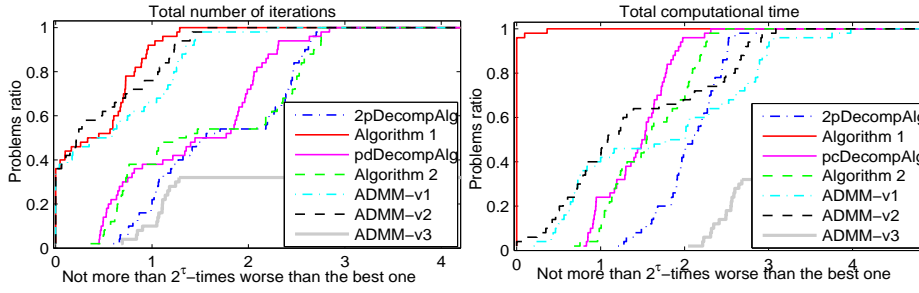 Total number of iterations
Problems ratio
1
0.8
0.6
0.4
0.2
0
2pDecompAlg
Algorithm 1
pdDecompAlg
Algorithm 2
ADMM−v1
ADMM−v2
ADMM−v3
0 1 2 3 4
Not more than 2^τ−times worse than the best one
Total computational time
Problems ratio
1
0.8
0.6
0.4
0.2
0
2pDecompAlg
Algorithm 1
pcDecompAlg
Algorithm 2
ADMM−v1
ADMM−v2
ADMM−v3
0 1 2 3 4
Not more than 2^τ−times worse than the best one